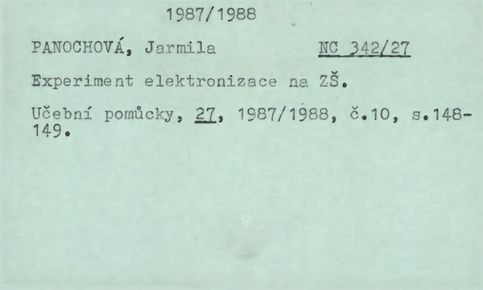 1987/1988
PANOCHOVÁ, Jarmila NC 342/27
Experiment elektronizace na ZŠ.
Učební pomůcky, 27, 1987/1988, č.10, s.148-
149.